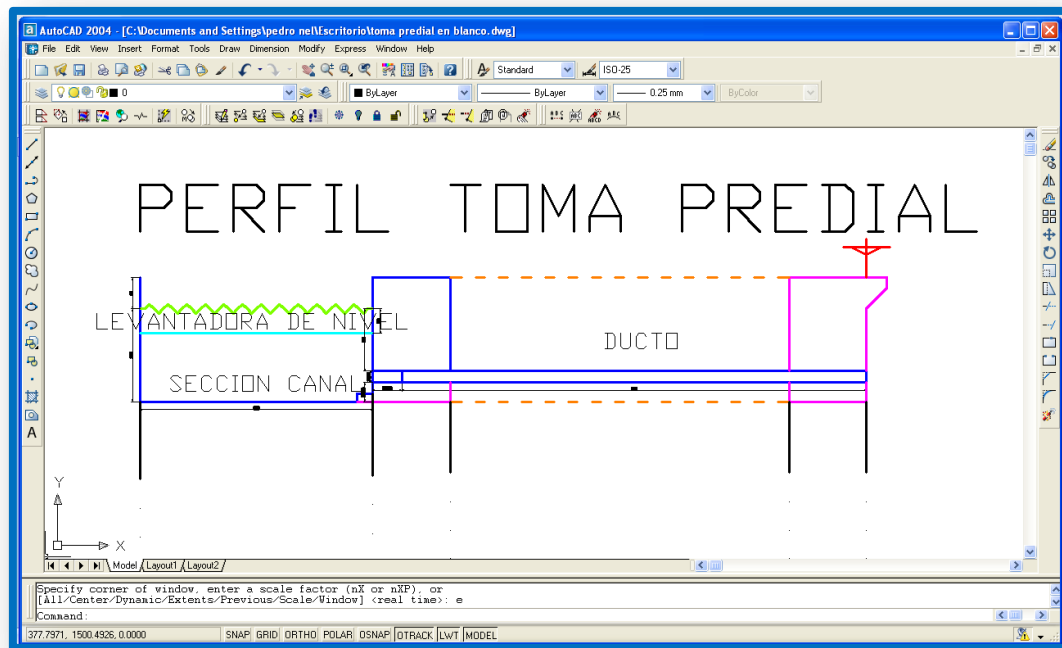 AutoCAD 2004 - [C:\Documents and Settings\pedro nel\Escritorio\toma predial en blanco.dwg]
File Edit View Insert Format Tools Draw Dimension Modify Express Window Help
Standard ISO-25
0 ByLayer ByLayer 0.25 mm ByColor
PERFIL TOMA PREDIAL
LEVANTADORA DE NIVEL
DUCTO
SECCION CANAL
Y
X
Model Layout1 Layout2
Specify corner of window, enter a scale factor (nX or nXP), or
[All/Center/Dynamic/Extents/Previous/Scale/Window] <real time>: e
Command:
377.7971, 1500.4926, 0.0000 SNAP GRID ORTHO POLAR OSNAP OTRACK LWT MODEL